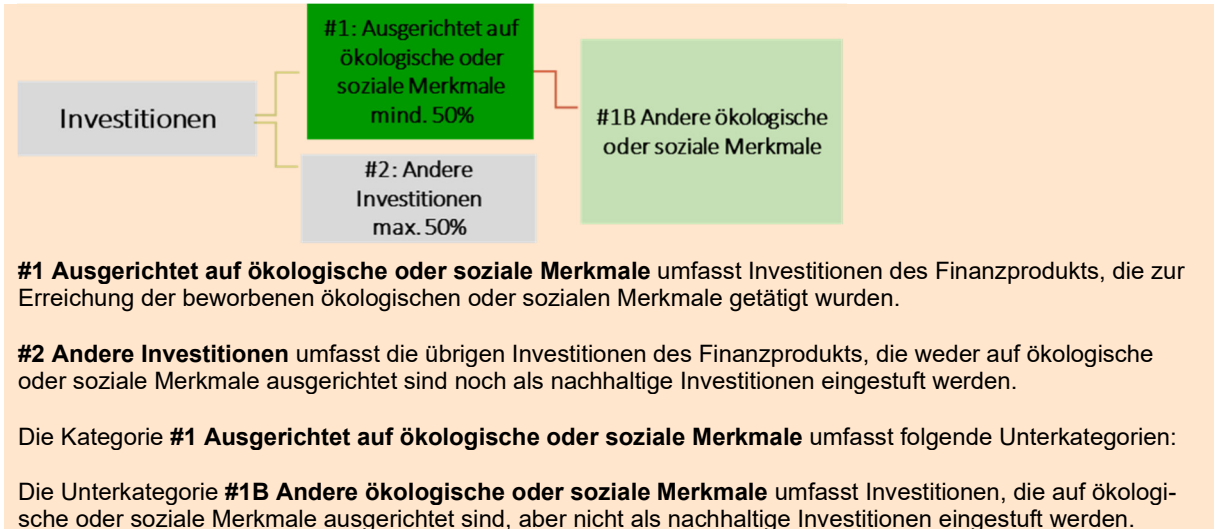 #1: Ausgerichtet auf
ökologische oder
soziale Merkmale
mind. 50%
Investitionen
#1B Andere ökologische
oder soziale Merkmale
#2: Andere
Investitionen
max. 50%
#1 Ausgerichtet auf ökologische oder soziale Merkmale umfasst Investitionen des Finanzprodukts, die zur
Erreichung der beworbenen ökologischen oder sozialen Merkmale getätigt wurden.
#2 Andere Investitionen umfasst die übrigen Investitionen des Finanzprodukts, die weder auf ökologische
oder soziale Merkmale ausgerichtet sind noch als nachhaltige Investitionen eingestuft werden.
Die Kategorie #1 Ausgerichtet auf ökologische oder soziale Merkmale umfasst folgende Unterkategorien:
Die Unterkategorie #1B Andere ökologische oder soziale Merkmale umfasst Investitionen, die auf ökologi-
sche oder soziale Merkmale ausgerichtet sind, aber nicht als nachhaltige Investitionen eingestuft werden.